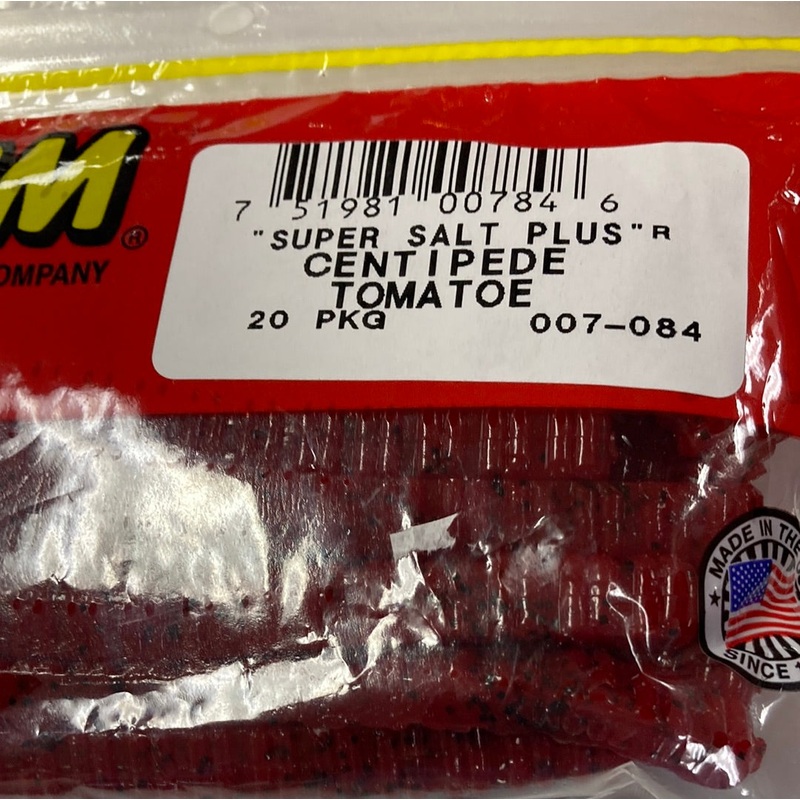 M®
OMPANY
7 51981 00784 6
"SUPER SALT PLUS"R
CENTIPEDE
TOMATOE
20 PKG 007-084
MADE IN THE
SINCE